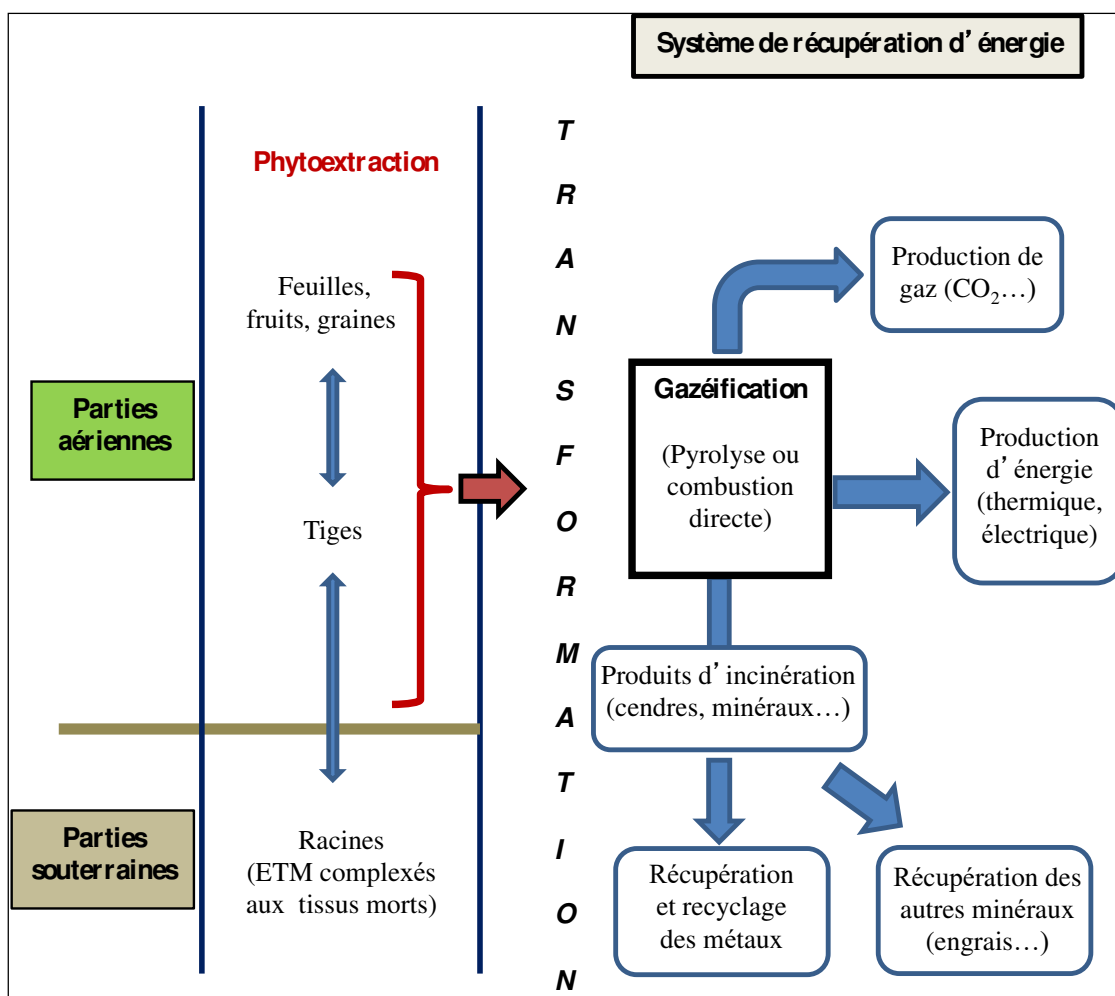 Système de récupération d’énergie
Phytoextraction
Feuilles,
fruits, graines
Parties
aériennes
Tiges
Parties
souterraines
Racines
(ETM complexés
aux tissus morts)
T
R
A
N
S
F
O
R
M
A
T
I
O
N
Production de
gaz (CO₂…)
Gazéification
(Pyrolyse ou
combustion
directe)
Production
d’énergie
(thermique,
électrique)
Produits d’incinération
(cendres, minéraux…)
Récupération
et recyclage
des métaux
Récupération des
autres minéraux
(engrais…)